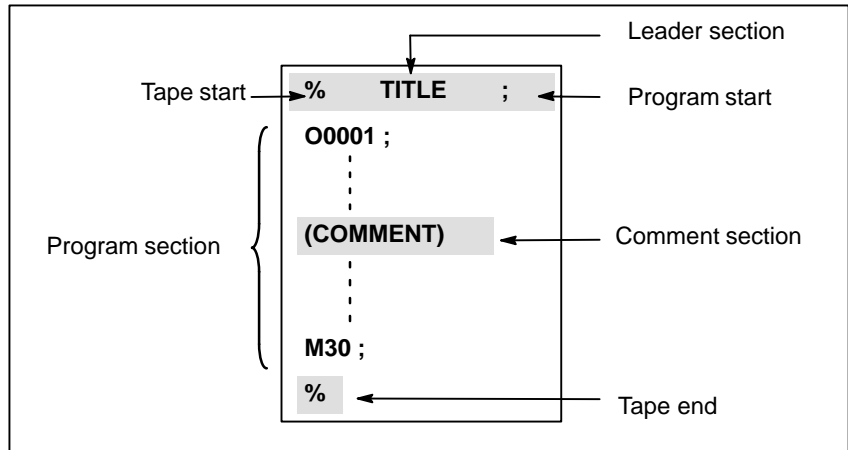 Leader section
Tape start
% TITLE ;
Program start
O0001 ;
Program section
(COMMENT)
Comment section
M30 ;
%
Tape end